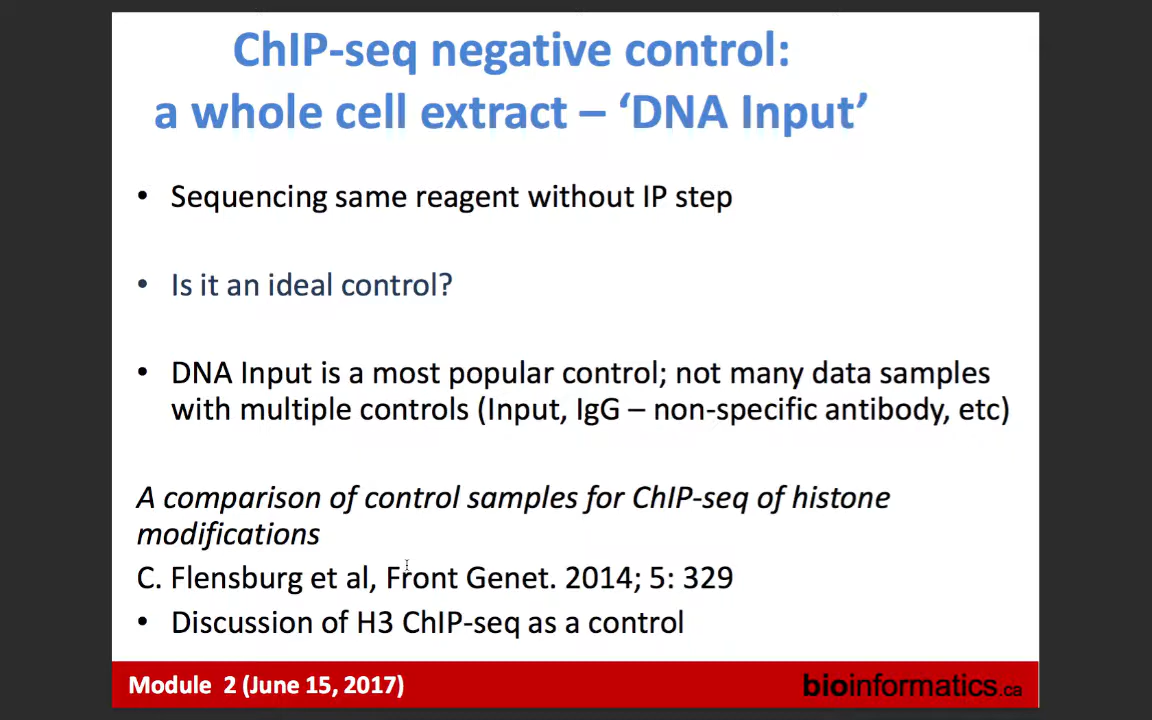 ChIP-seq negative control:
a whole cell extract – ‘DNA Input’
• Sequencing same reagent without IP step
• Is it an ideal control?
• DNA Input is a most popular control; not many data samples
with multiple controls (Input, IgG – non-specific antibody, etc)
A comparison of control samples for ChIP-seq of histone
modifications
C. Flensburg et al, Front Genet. 2014; 5: 329
• Discussion of H3 ChIP-seq as a control
Module 2 (June 15, 2017)
bioinformatics.ca